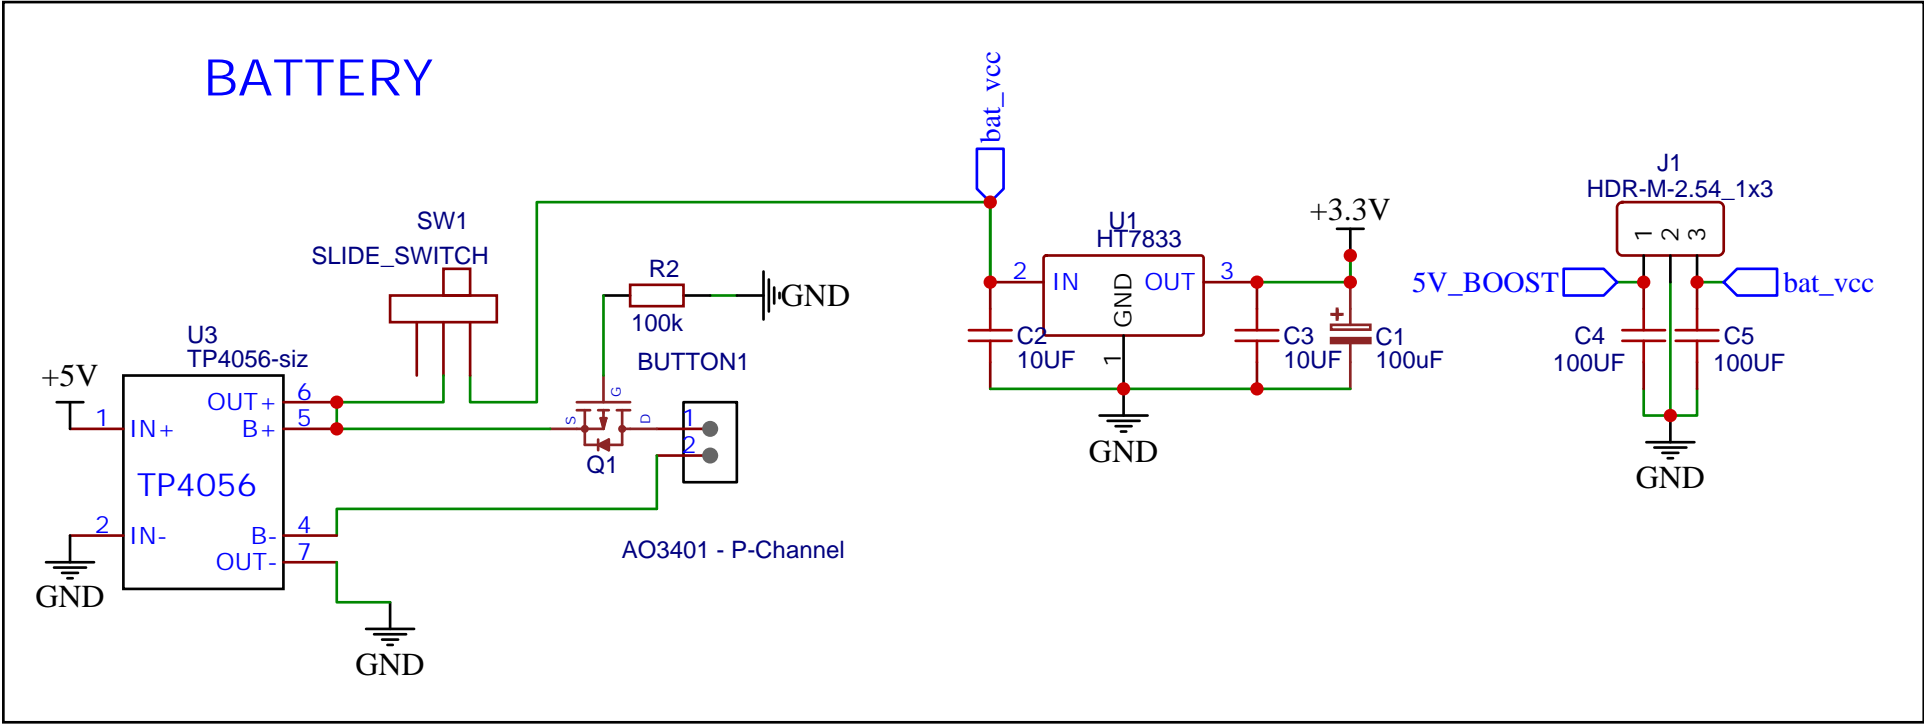 BATTERY
bat_vcc
SW1
SLIDE_SWITCH
R2
100k
GND
BUTTON1
U3
TP4056-siz
+5V
1
IN+
OUT+
6
B+
5
TP4056
2
IN-
B-
4
OUT-
7
GND
GND
S
G
D
Q1
1
2
AO3401 - P-Channel
U1
HT7833
2
IN
GND
OUT
3
1
C2
10UF
GND
+3.3V
C3
10UF
C1
100uF
+
J1
HDR-M-2.54_1x3
1
2
3
5V_BOOST
bat_vcc
C4
100UF
C5
100UF
GND